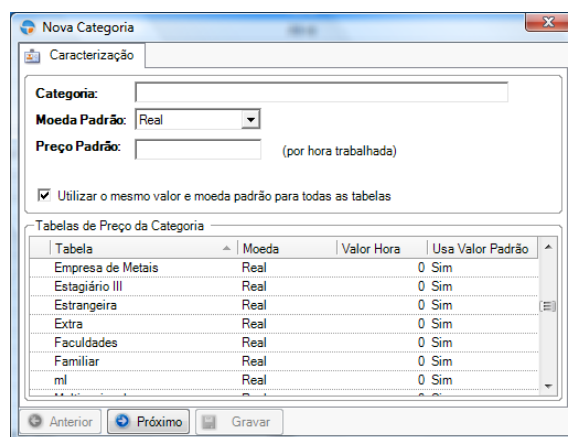 Nova Categoria
Caracterização
Categoria:
Moeda Padrão: Real
Preço Padrão: (por hora trabalhada)
Utilizar o mesmo valor e moeda padrão para todas as tabelas
Tabelas de Preço da Categoria
Tabela Moeda Valor Hora Usa Valor Padrão
Empresa de Metais Real 0 Sim
Estagiário III Real 0 Sim
Estrangeira Real 0 Sim
Extra Real 0 Sim
Faculdades Real 0 Sim
Familiar Real 0 Sim
ml Real 0 Sim
Anterior Próximo Gravar